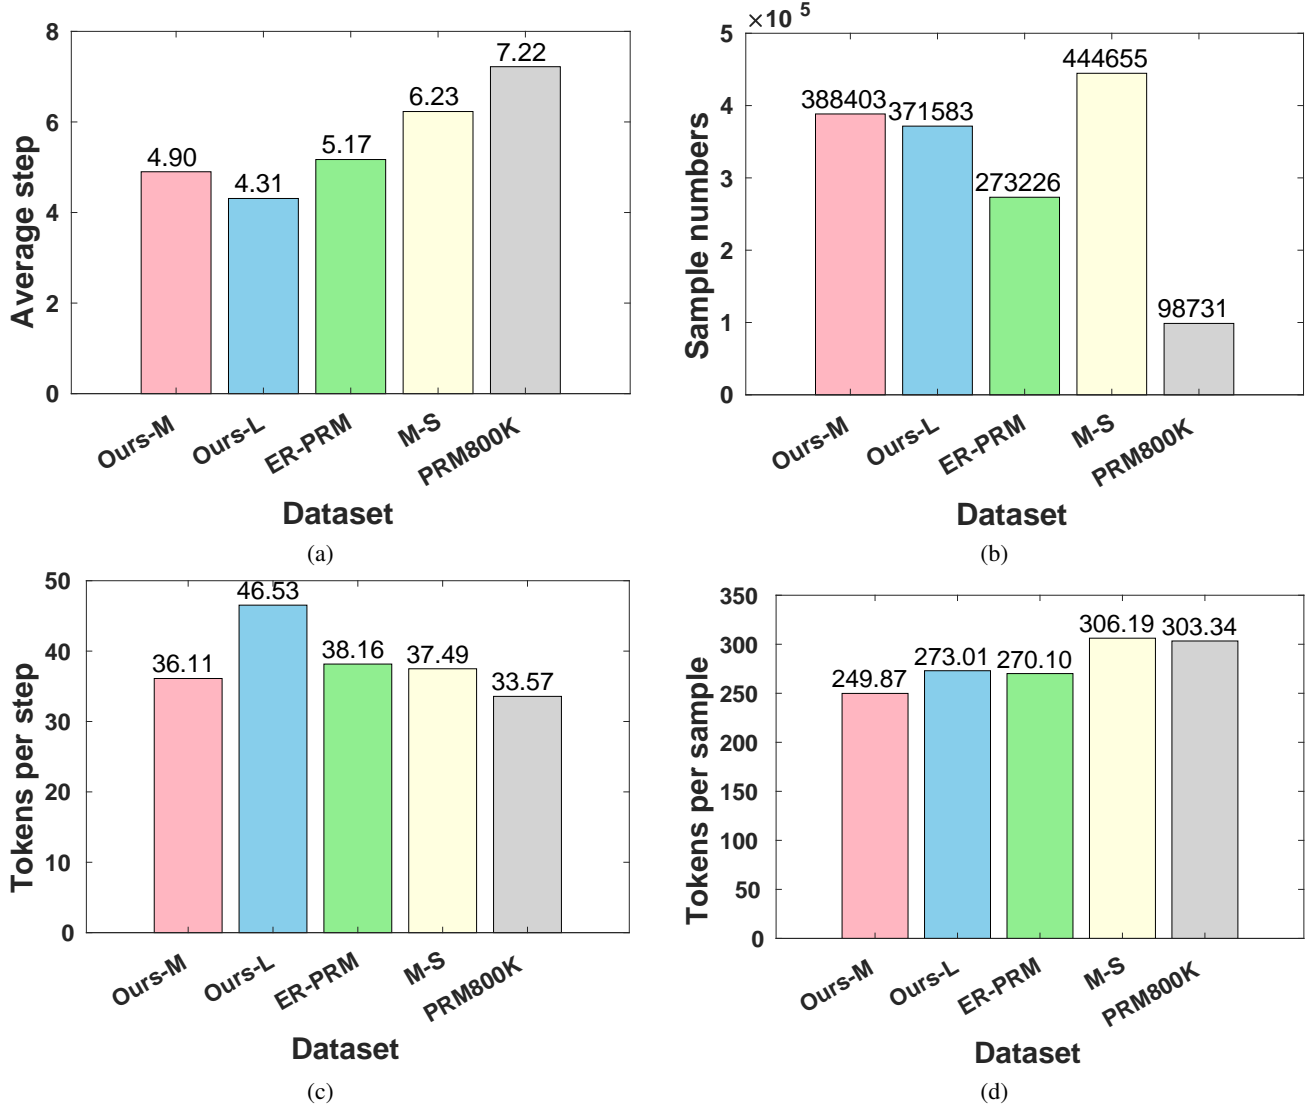 8
6
4
2
0
Average step
4.90
4.31
5.17
6.23
7.22
Ours-M
Ours-L
ER-PRM
M-S
PRM800K
Dataset
(a)
×10 5
5
4
3
2
1
0
Sample numbers
388403
371583
273226
444655
98731
Ours-M
Ours-L
ER-PRM
M-S
PRM800K
Dataset
(b)
50
40
30
20
10
0
Tokens per step
36.11
46.53
38.16
37.49
33.57
Ours-M
Ours-L
ER-PRM
M-S
PRM800K
Dataset
(c)
350
300
250
200
150
100
50
0
Tokens per sample
249.87
273.01
270.10
306.19
303.34
Ours-M
Ours-L
ER-PRM
M-S
PRM800K
Dataset
(d)